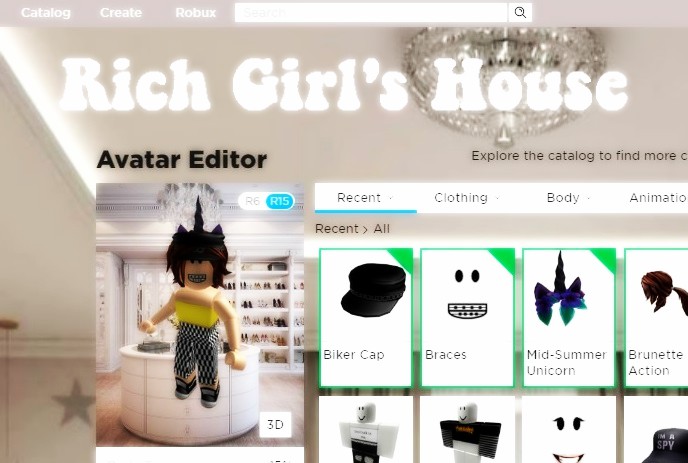 Catalog Create Robux Search
Rich Girl's House
Avatar Editor
Explore the catalog to find more c
R6 R15
Recent Clothing Body Animatio
Recent > All
Biker Cap
Braces
Mid-Summer
Unicorn
Brunette
Action
3D
I'M A
SPY